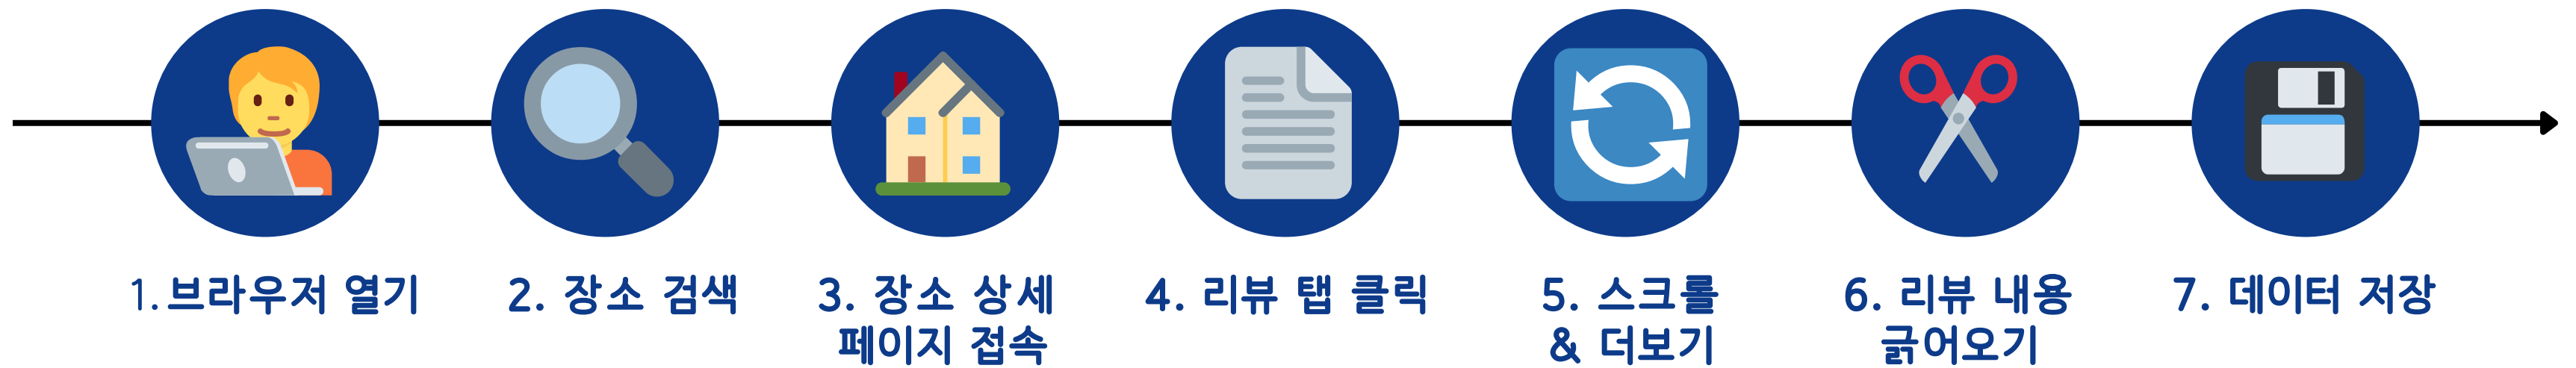 1. 브라우저 열기
2. 장소 검색
3. 장소 상세
페이지 접속
4. 리뷰 탭 클릭
5. 스크롤
& 더보기
6. 리뷰 내용
긁어오기
7. 데이터 저장